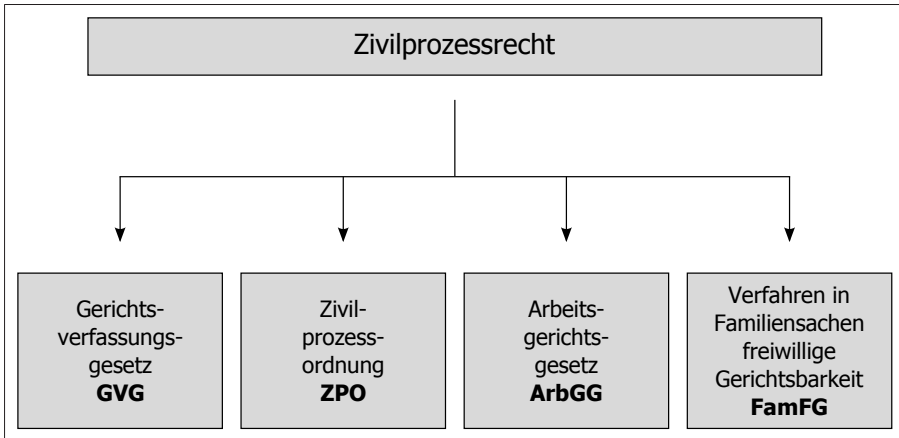 Zivilprozessrecht
Gerichts-
verfassungs-
gesetz
GVG
Zivil-
prozess-
ordnung
ZPO
Arbeits-
gerichts-
gesetz
ArbGG
Verfahren in
Familiensachen
freiwillige
Gerichtsbarkeit
FamFG